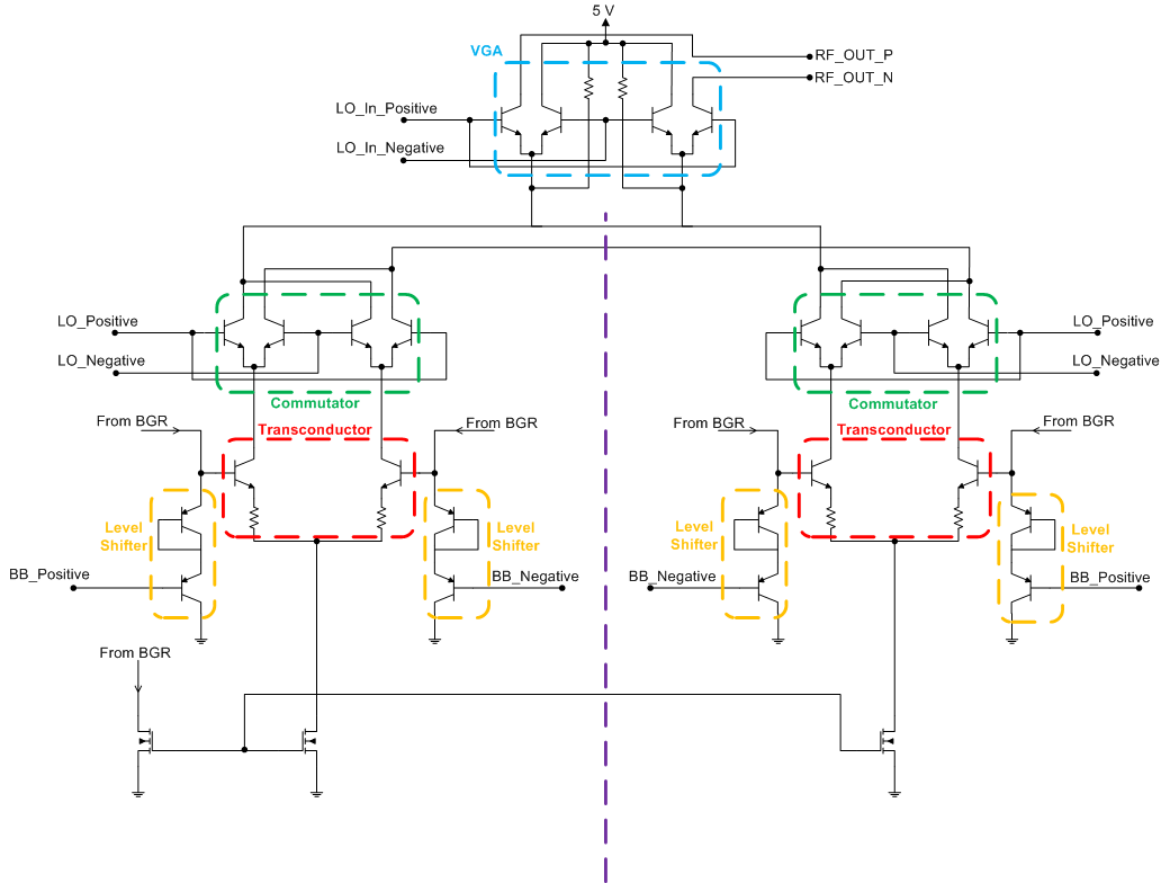 5 V
VGA
RF_OUT_P
RF_OUT_N
LO_In_Positive
LO_In_Negative
LO_Positive
LO_Negative
Commutator
LO_Positive
LO_Negative
Commutator
From BGR
Transconductor
From BGR
From BGR
Transconductor
From BGR
Level
Shifter
Level
Shifter
Level
Shifter
Level
Shifter
BB_Positive
BB_Negative
BB_Negative
BB_Positive
From BGR